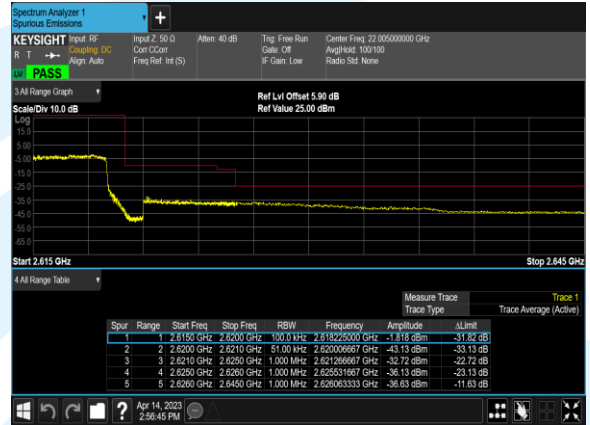 Spectrum Analyzer 1
Spurious Emissions
+
KEYSIGHT Input: RF Input Z: 50 Ω Atten: 40 dB Trig: Free Run Center Freq: 22.005000000 GHz
R T Coupling: DC Corr CCorr Gate: Off Avg|Hold: 100/100
Align: Auto Freq Ref: Int (S) IF Gain: Low Radio Std: None
PASS
3 All Range Graph
Ref Lvl Offset 5.90 dB
Scale/Div 10.0 dB Ref Value 25.00 dBm
Log
15.0
5.00
-5.00
-15.0
-25.0
-35.0
-45.0
-55.0
-65.0
Start 2.615 GHz Stop 2.645 GHz
4 All Range Table
Measure Trace Trace 1
Trace Type Trace Average (Active)
Spur Range Start Freq Stop Freq RBW Frequency Amplitude ΔLimit
1 1 2.6150 GHz 2.6200 GHz 100.0 kHz 2.618225000 GHz -1.818 dBm -31.82 dB
2 2 2.6200 GHz 2.6210 GHz 51.00 kHz 2.620006667 GHz -43.13 dBm -33.13 dB
3 3 2.6210 GHz 2.6250 GHz 1.000 MHz 2.621266667 GHz -32.72 dBm -22.72 dB
4 4 2.6250 GHz 2.6260 GHz 1.000 MHz 2.625531667 GHz -36.13 dBm -23.13 dB
5 5 2.6260 GHz 2.6450 GHz 1.000 MHz 2.626063333 GHz -36.63 dBm -11.63 dB
? Apr 14, 2023
2:56:45 PM